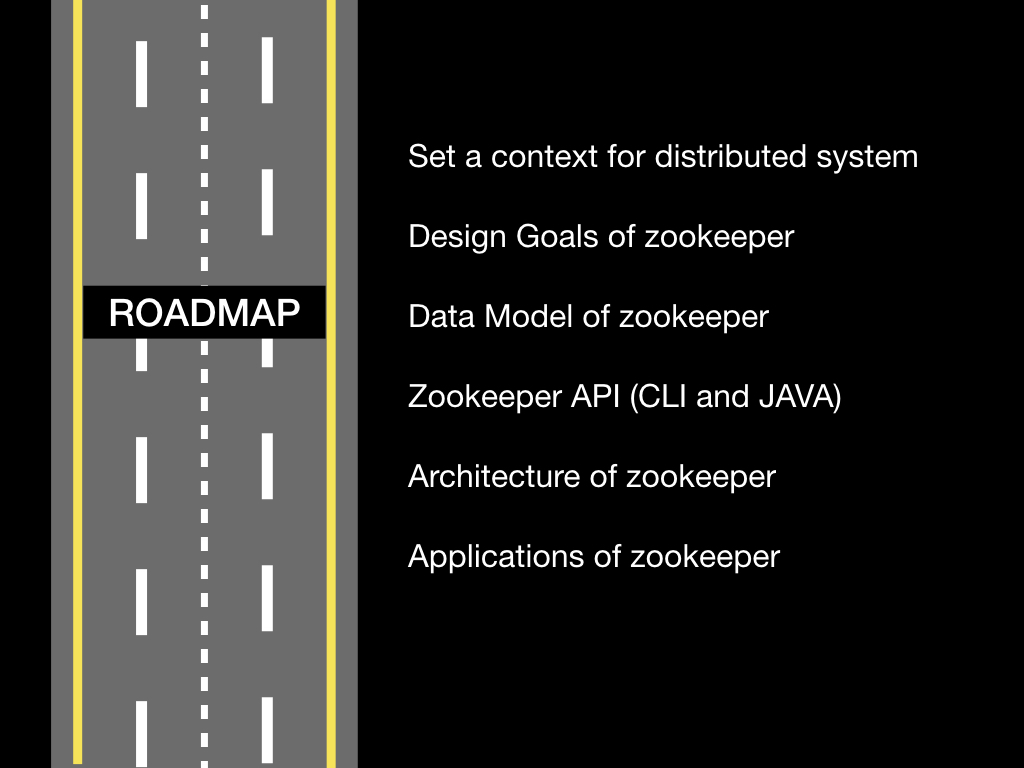 ROADMAP
Set a context for distributed system
Design Goals of zookeeper
Data Model of zookeeper
Zookeeper API (CLI and JAVA)
Architecture of zookeeper
Applications of zookeeper